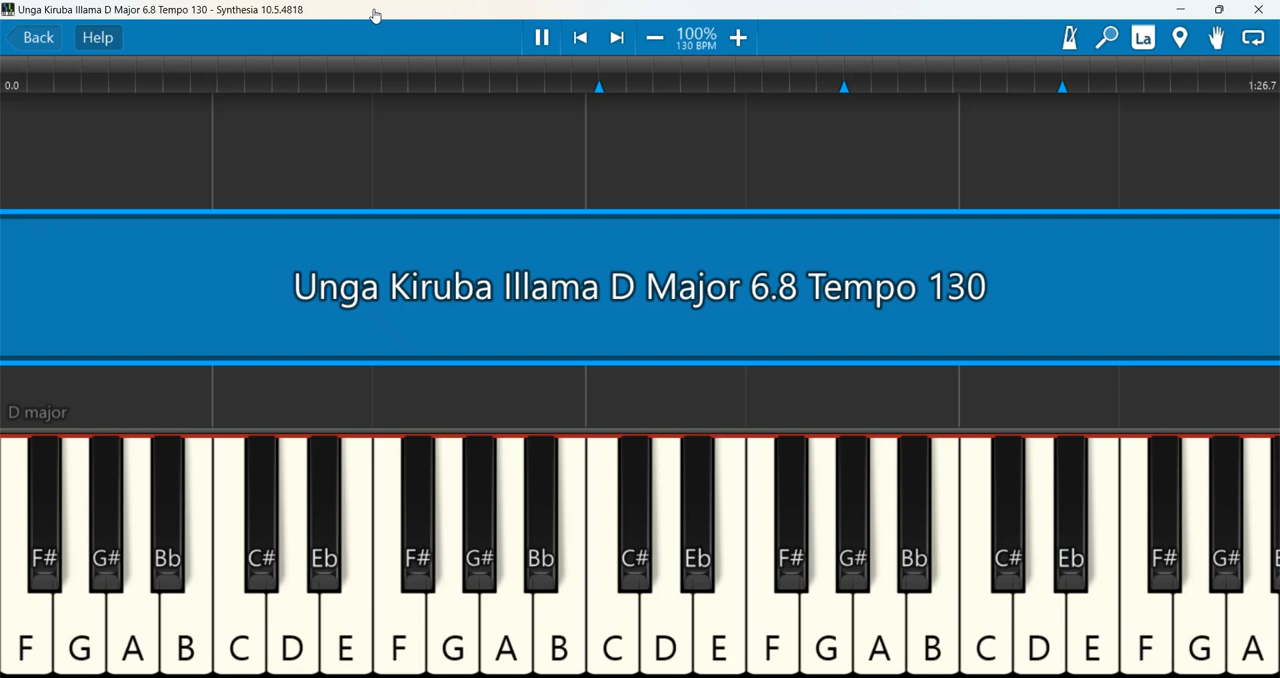 Unga Kiruba Illama D Major 6.8 Tempo 130 - Synthesia 10.5.4818
Back Help 100% La
130 BPM
0.0 1:26.7
Unga Kiruba Illama D Major 6.8 Tempo 130
D major
F# G# Bb C# Eb F# G# Bb C# Eb F# G# Bb C# Eb F# G#
F G A B C D E F G A B C D E F G A B C D E F G A